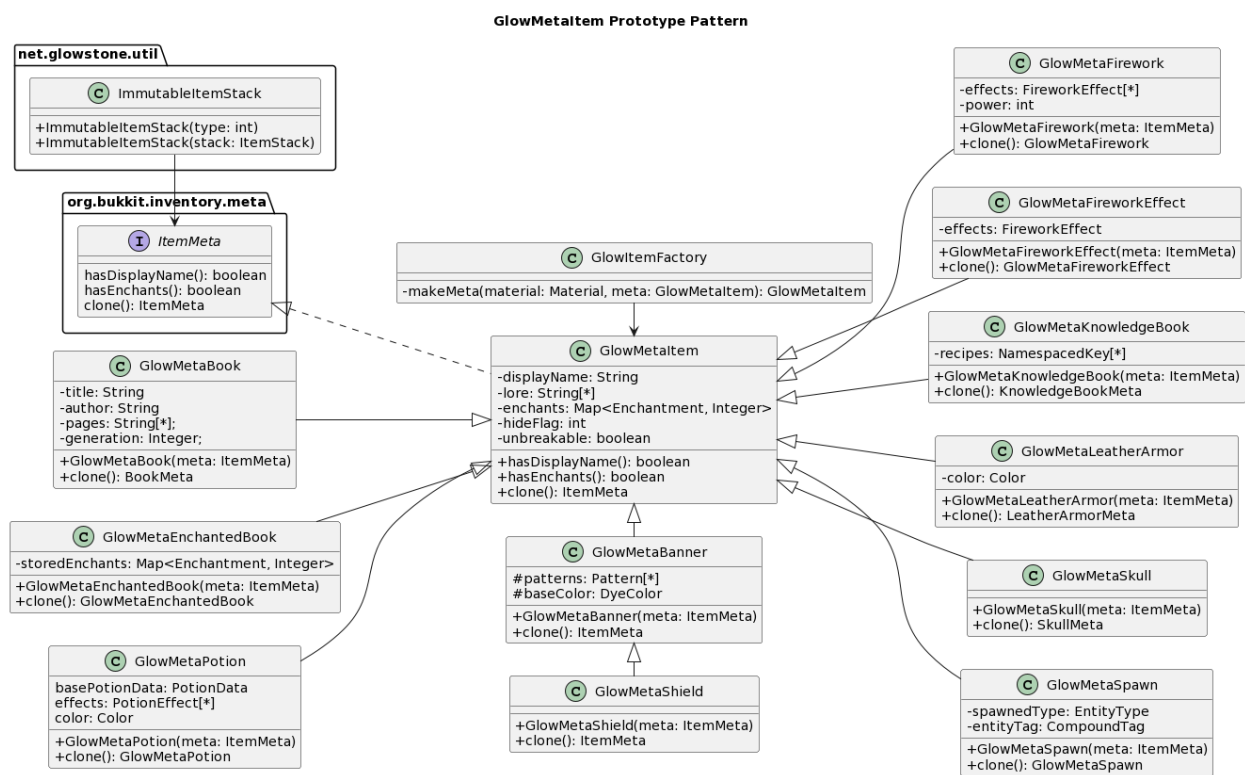 GlowMetaItem Prototype Pattern
net.glowstone.util
C ImmutableItemStack
+ImmutableItemStack(type: int)
+ImmutableItemStack(stack: ItemStack)
org.bukkit.inventory.meta
I ItemMeta
hasDisplayName(): boolean
hasEnchants(): boolean
clone(): ItemMeta
C GlowItemFactory
-makeMeta(material: Material, meta: GlowMetaItem): GlowMetaItem
C GlowMetaItem
-displayName: String
-lore: String[*]
-enchants: Map<Enchantment, Integer>
-hideFlag: int
-unbreakable: boolean
+hasDisplayName(): boolean
+hasEnchants(): boolean
+clone(): ItemMeta
C GlowMetaBook
-title: String
-author: String
-pages: String[*];
-generation: Integer;
+GlowMetaBook(meta: ItemMeta)
+clone(): BookMeta
C GlowMetaEnchantedBook
-storedEnchants: Map<Enchantment, Integer>
+GlowMetaEnchantedBook(meta: ItemMeta)
+clone(): GlowMetaEnchantedBook
C GlowMetaPotion
basePotionData: PotionData
effects: PotionEffect[*]
color: Color
+GlowMetaPotion(meta: ItemMeta)
+clone(): GlowMetaPotion
C GlowMetaBanner
#patterns: Pattern[*]
#baseColor: DyeColor
+GlowMetaBanner(meta: ItemMeta)
+clone(): ItemMeta
C GlowMetaShield
+GlowMetaShield(meta: ItemMeta)
+clone(): ItemMeta
C GlowMetaFirework
-effects: FireworkEffect[*]
-power: int
+GlowMetaFirework(meta: ItemMeta)
+clone(): GlowMetaFirework
C GlowMetaFireworkEffect
-effects: FireworkEffect
+GlowMetaFireworkEffect(meta: ItemMeta)
+clone(): GlowMetaFireworkEffect
C GlowMetaKnowledgeBook
-recipes: NamespacedKey[*]
+GlowMetaKnowledgeBook(meta: ItemMeta)
+clone(): KnowledgeBookMeta
C GlowMetaLeatherArmor
-color: Color
+GlowMetaLeatherArmor(meta: ItemMeta)
+clone(): LeatherArmorMeta
C GlowMetaSkull
+GlowMetaSkull(meta: ItemMeta)
+clone(): SkullMeta
C GlowMetaSpawn
-spawnedType: EntityType
-entityTag: CompoundTag
+GlowMetaSpawn(meta: ItemMeta)
+clone(): GlowMetaSpawn